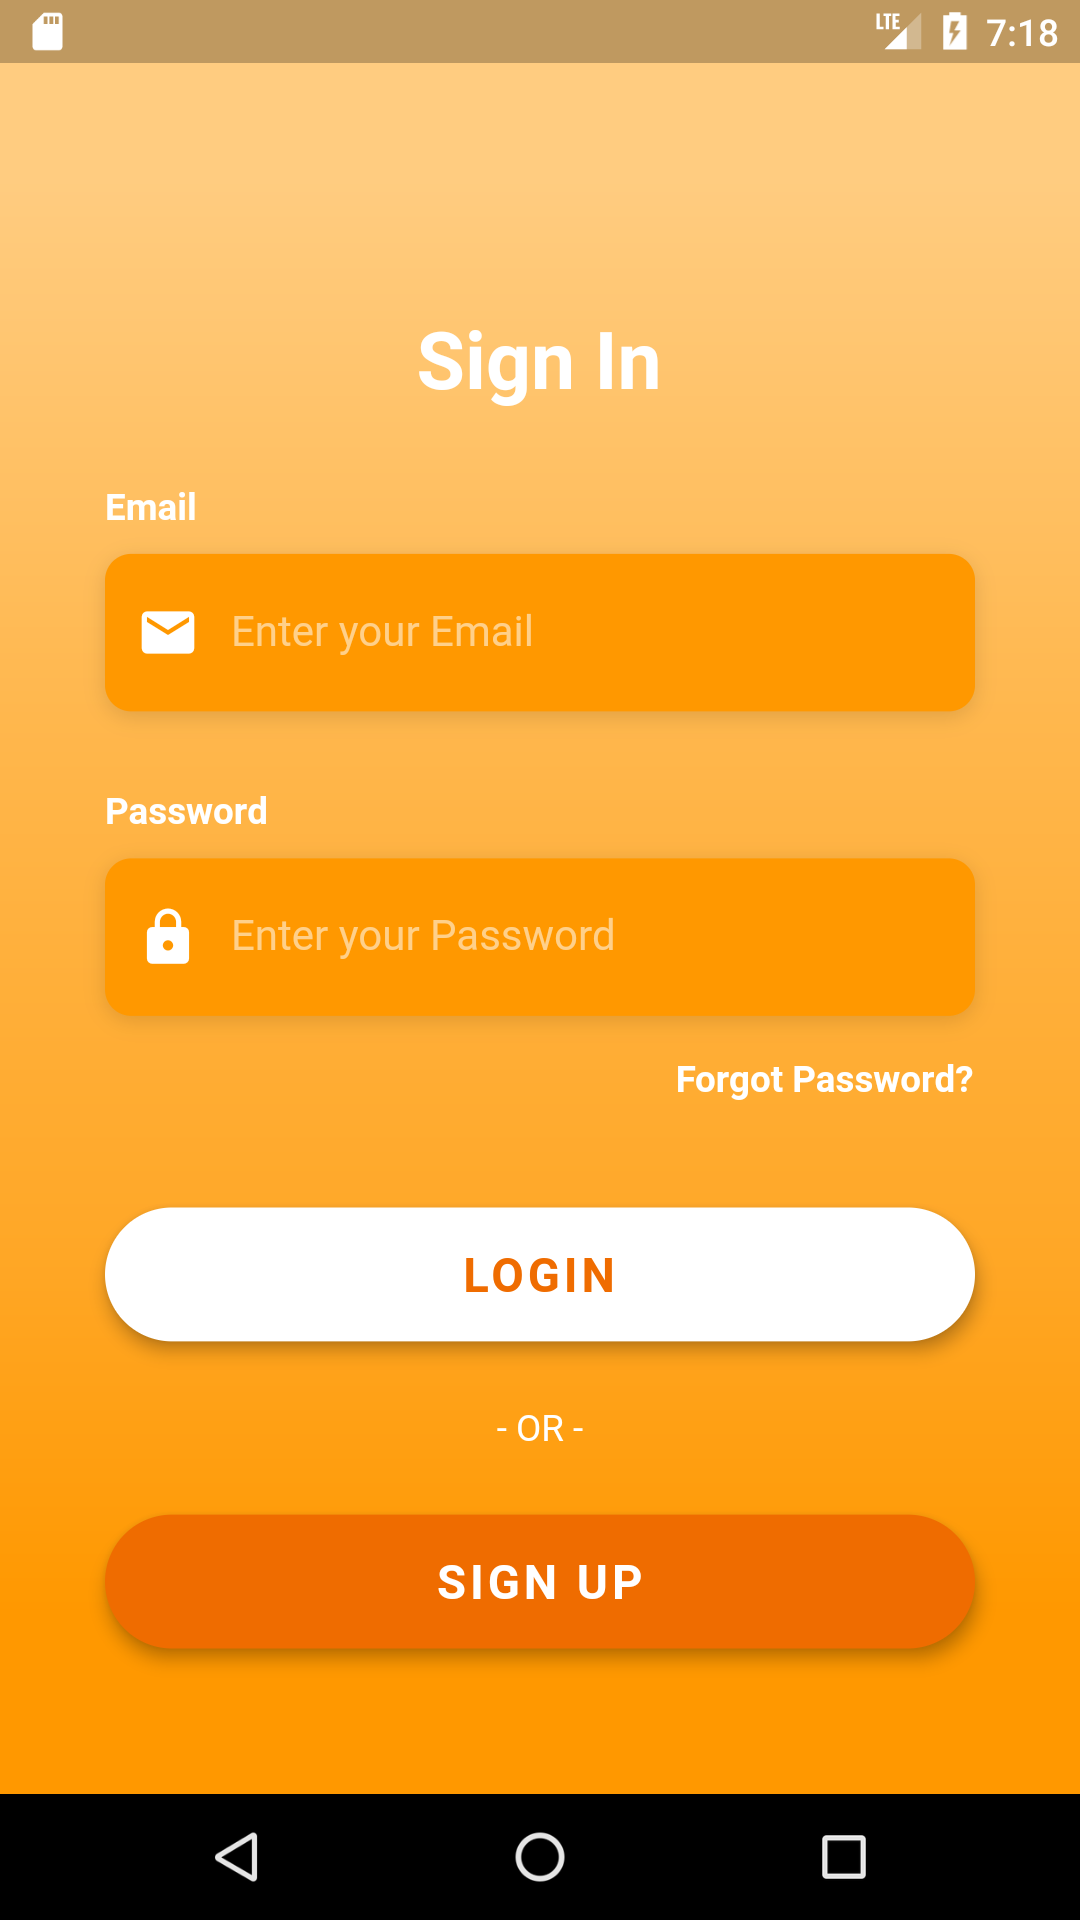 LTE 7:18
Sign In
Email
Enter your Email
Password
Enter your Password
Forgot Password?
LOGIN
- OR -
SIGN UP